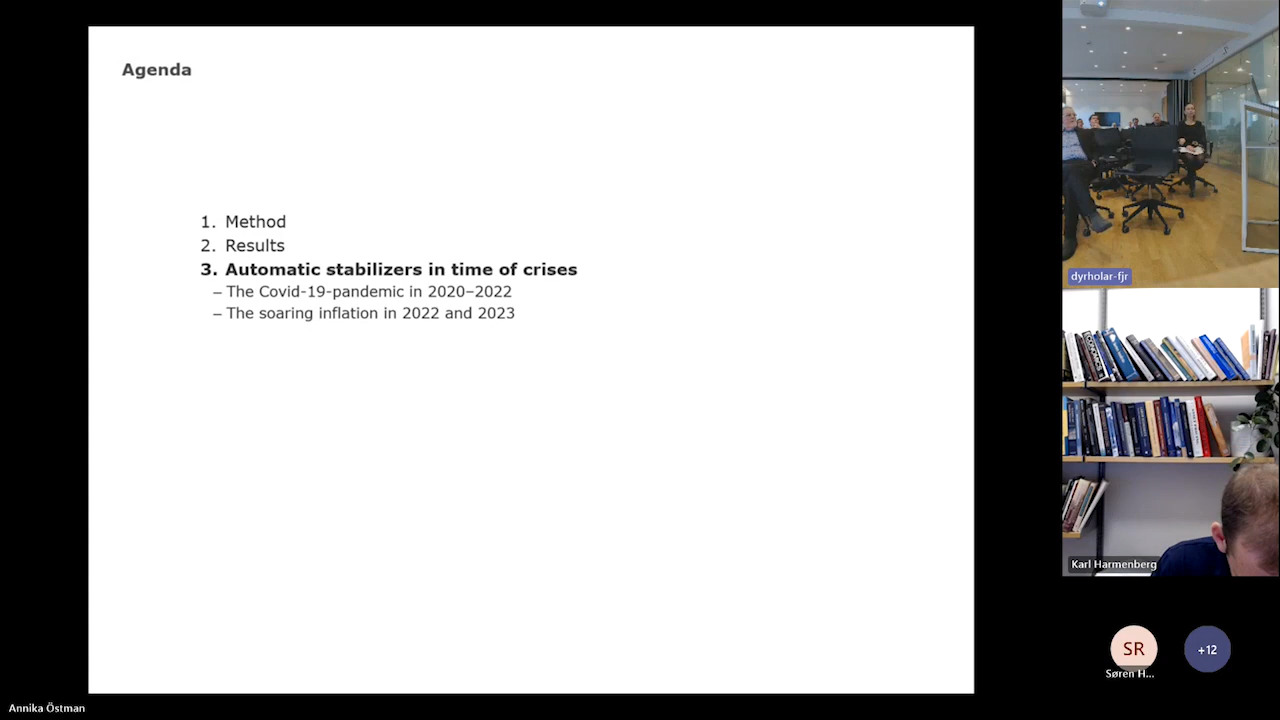 Agenda
1. Method
2. Results
3. Automatic stabilizers in time of crises
– The Covid-19-pandemic in 2020–2022
– The soaring inflation in 2022 and 2023
dyrholar-fjr
ECONOMICS
Karl Harmenberg
SR
+12
Søren H...
Annika Östman